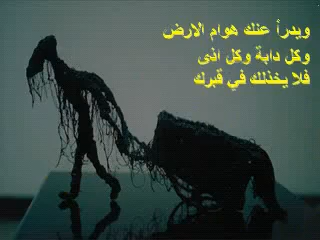 ويدرأ عنك هوام الارض
وكل دابة وكل اذى
فلا يخذلك في قبرك